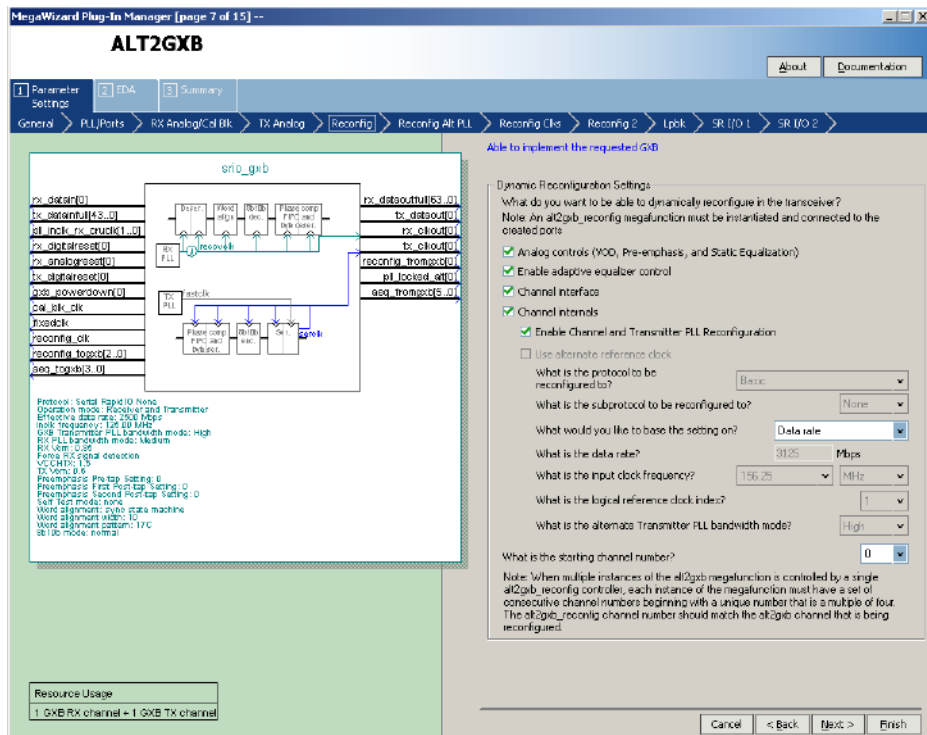 MegaWizard Plug-In Manager [page 7 of 15] --
ALT2GXB
About
Documentation
1 Parameter Settings
2 EDA
3 Summary
General
PLL/Ports
RX Analog/Cal Blk
TX Analog
Reconfig
Reconfig Alt PLL
Reconfig Clks
Reconfig 2
Lpbk
SR I/O 1
SR I/O 2
srio_gxb
rx_datain[0]
tx_datainfull[43..0]
pll_inclk_rx_cruclk[1..0]
rx_digitalreset[0]
rx_analogreset[0]
tx_digitalreset[0]
gxb_powerdown[0]
cal_blk_clk
fixedclk
reconfig_clk
reconfig_togxb[2..0]
aeq_togxb[3..0]
Deser.
Word align
8b10b dec.
Phase comp FIFO and Byte deser.
RX PLL
recovclk
TX PLL
fastclk
Phase comp FIFO and Byte ser.
8b10b enc.
Ser.
rx_dataoutfull[63..0]
tx_dataout[0]
rx_clkout[0]
tx_clkout[0]
reconfig_fromgxb[0]
pll_locked_alt[0]
aeq_fromgxb[5..0]
Protocol: Serial Rapid IO None
Operation mode: Receiver and Transmitter
Effective data rate: 2500 Mbps
Inclk frequency: 125.00 MHz
GXB Transmitter PLL bandwidth mode: High
RX PLL bandwidth mode: Medium
RX Vcm: 0.85
Force RX signal detection
VCCHTX: 1.5
TX Vcm: 0.6
Preemphasis Pre-tap Setting: 0
Preemphasis First Post-tap Setting: 0
Preemphasis Second Post-tap Setting: 0
Self Test mode: none
Word alignment: sync state machine
Word alignment width: 10
Word alignment pattern: 17C
8b10b mode: normal
Resource Usage
1 GXB RX channel + 1 GXB TX channel
Able to implement the requested GXB
Dynamic Reconfiguration Settings
What do you want to be able to dynamically reconfigure in the transceiver?
Note: An alt2gxb_reconfig megafunction must be instantiated and connected to the
created ports
Analog controls (VOD, Pre-emphasis, and Static Equalization)
Enable adaptive equalizer control
Channel interface
Channel internals
Enable Channel and Transmitter PLL Reconfiguration
Use alternate reference clock
What is the protocol to be
reconfigured to?
Basic
What is the subprotocol to be reconfigured to?
None
What would you like to base the setting on?
Data rate
What is the data rate?
3125
Mbps
What is the input clock frequency?
156.25
MHz
What is the logical reference clock index?
1
What is the alternate Transmitter PLL bandwidth mode?
High
What is the starting channel number?
0
Note: When multiple instances of the alt2gxb megafunction is controlled by a single
alt2gxb_reconfig controller, each instance of the megafunction must have a set of
consecutive channel numbers beginning with a unique number that is a multiple of four.
The alt2gxb_reconfig channel number should match the alt2gxb channel that is being
reconfigured.
Cancel
< Back
Next >
Finish